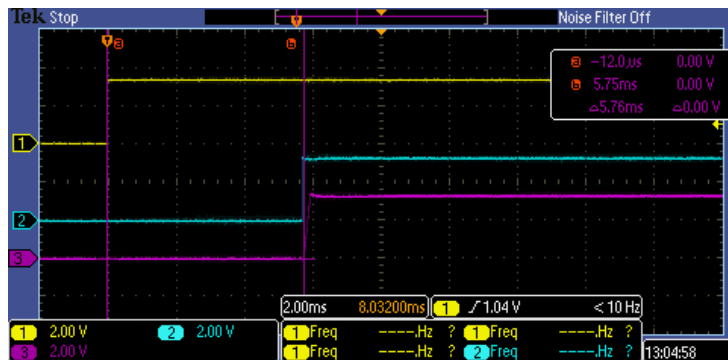 Tek Stop Noise Filter Off
a b
a −12.0µs 0.00 V
b 5.75ms 0.00 V
△5.76ms △0.00 V
1
2
3
2.00ms 8.03200ms 1 1.04 V <10 Hz
1 2.00 V 2 2.00 V 1 Freq ----.--Hz ? 1 Freq ----.--Hz ?
3 2.00 V 1 Freq ----.--Hz ? 2 Freq ----.--Hz ? 13:04:58